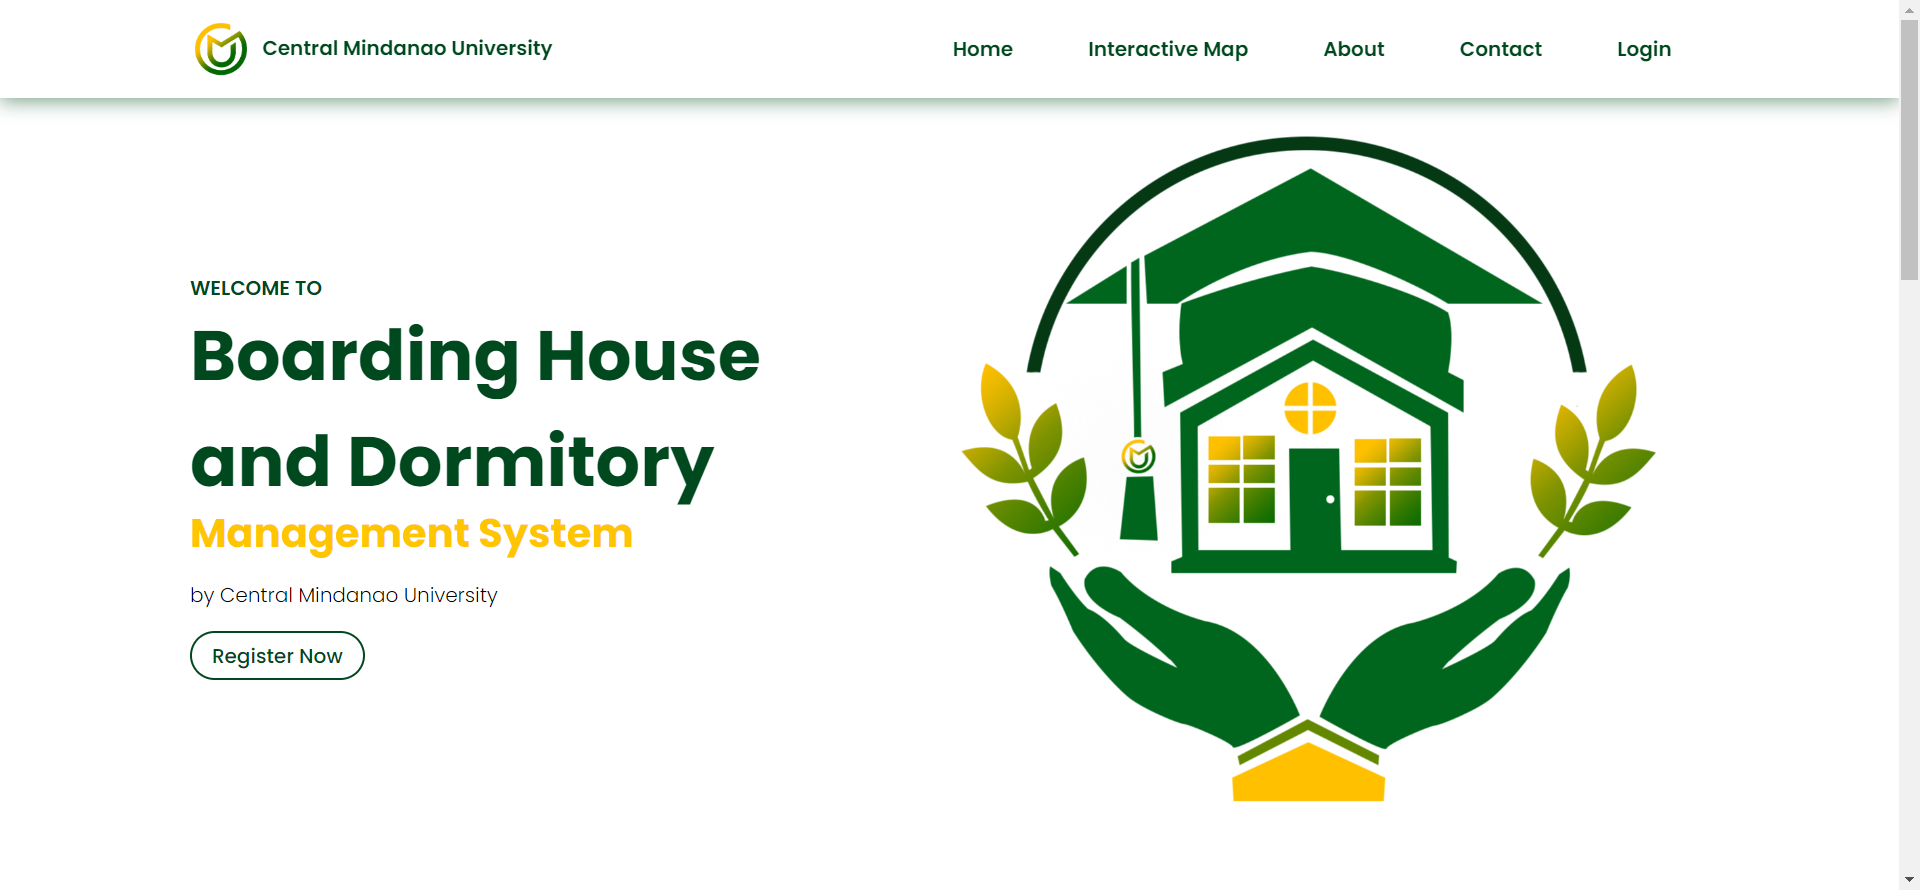 Central Mindanao University
Home
Interactive Map
About
Contact
Login
WELCOME TO
Boarding House
and Dormitory
Management System
by Central Mindanao University
Register Now